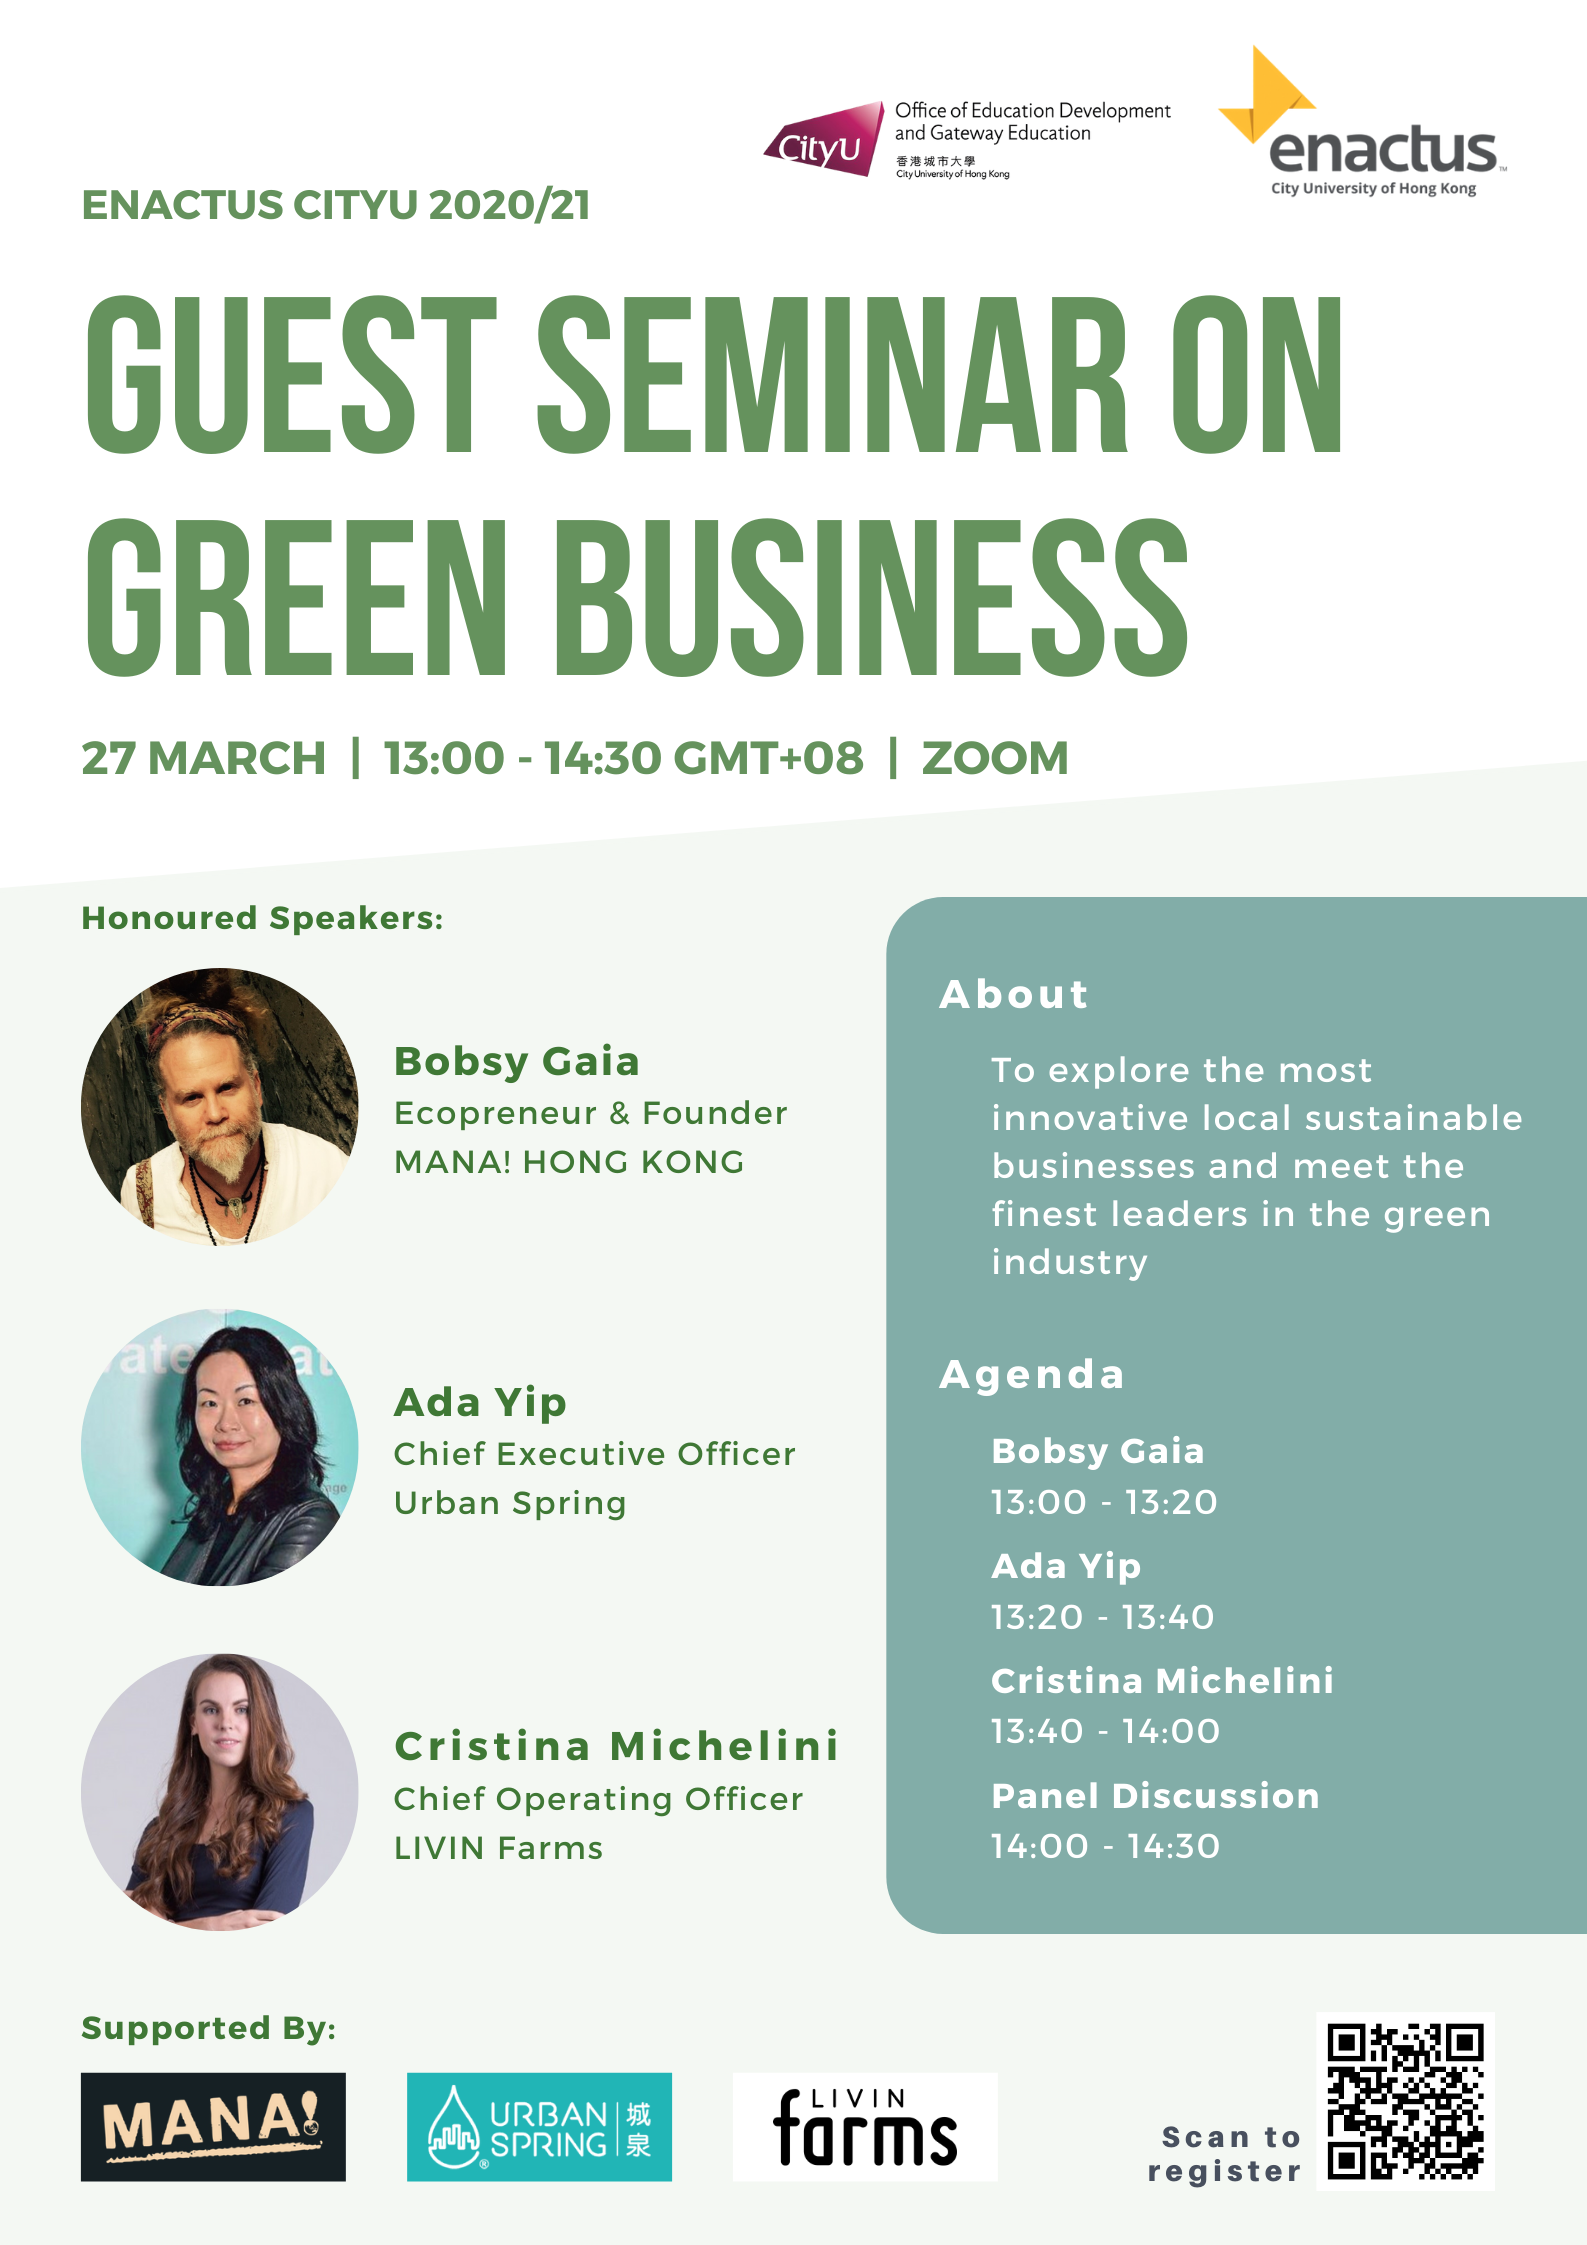 CityU
Office of Education Development
and Gateway Education
香港城市大學
City University of Hong Kong
enactus™
City University of Hong Kong
ENACTUS CITYU 2020/21
GUEST SEMINAR ON
GREEN BUSINESS
27 MARCH | 13:00 - 14:30 GMT+08 | ZOOM
Honoured Speakers:
Bobsy Gaia
Ecopreneur & Founder
MANA! HONG KONG
Ada Yip
Chief Executive Officer
Urban Spring
Cristina Michelini
Chief Operating Officer
LIVIN Farms
About
To explore the most
innovative local sustainable
businesses and meet the
finest leaders in the green
industry
Agenda
Bobsy Gaia
13:00 - 13:20
Ada Yip
13:20 - 13:40
Cristina Michelini
13:40 - 14:00
Panel Discussion
14:00 - 14:30
Supported By:
MANA!
URBAN SPRING® 城泉
LIVIN
farms
Scan to
register